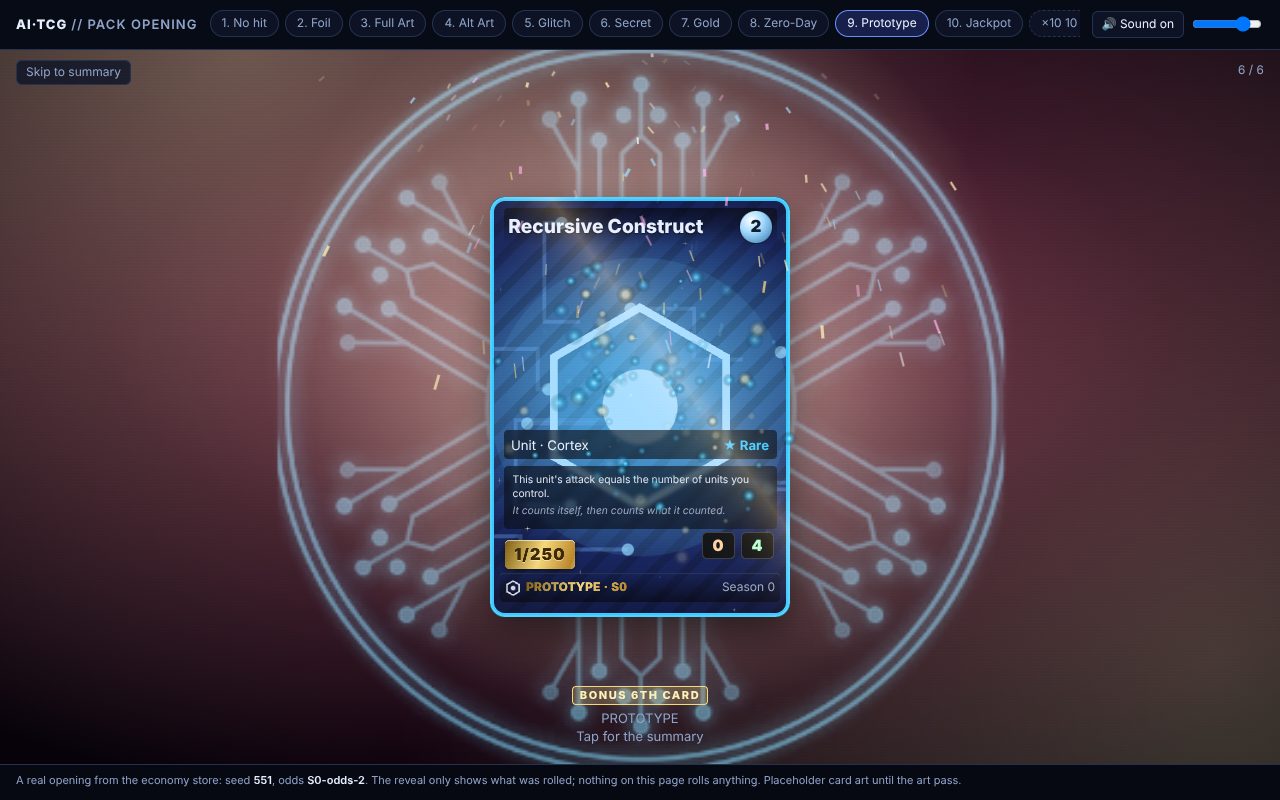 AI·TCG // PACK OPENING
1. No hit
2. Foil
3. Full Art
4. Alt Art
5. Glitch
6. Secret
7. Gold
8. Zero-Day
9. Prototype
10. Jackpot
×10 10
🔊 Sound on
Skip to summary
6 / 6
Recursive Construct
2
Unit · Cortex
★ Rare
This unit's attack equals the number of units you
control.
It counts itself, then counts what it counted.
0
4
1/250
PROTOTYPE · S0
Season 0
BONUS 6TH CARD
PROTOTYPE
Tap for the summary
A real opening from the economy store: seed 551, odds S0-odds-2. The reveal only shows what was rolled; nothing on this page rolls anything. Placeholder card art until the art pass.